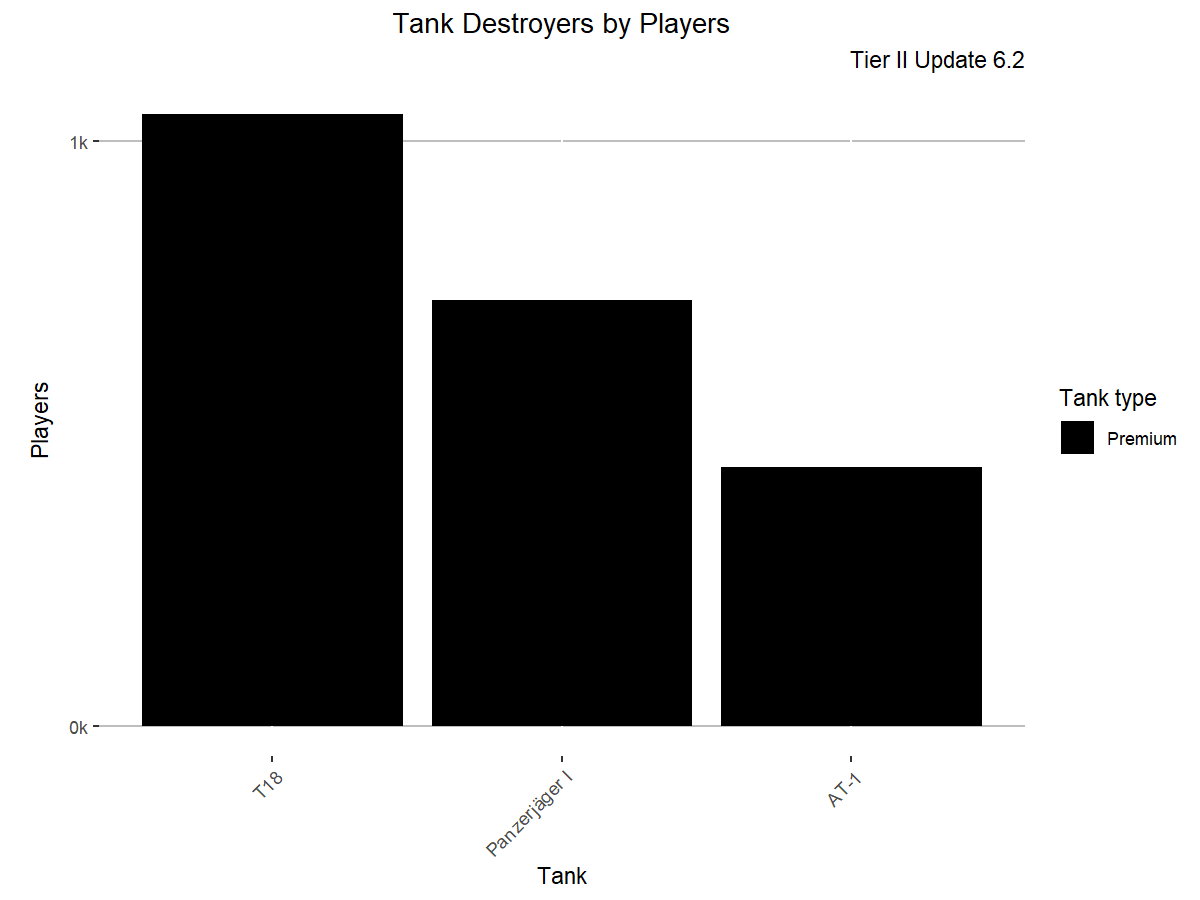 Tank Destroyers by Players
Tier II Update 6.2
1k
0k
Players
T18
Panzerjäger I
AT-1
Tank
Tank type
Premium